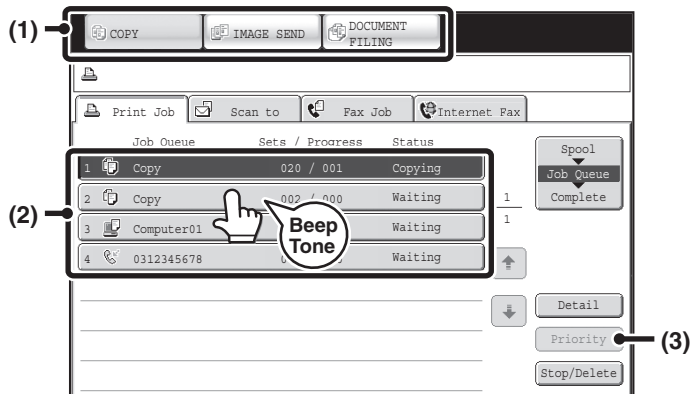 (1)
COPY
IMAGE SEND
DOCUMENT
FILING
Print Job
Scan to
Fax Job
Internet Fax
Job Queue Sets / Progress Status
1 Copy 020 / 001 Copying
2 Copy 002 / 000 Waiting
3 Computer01 Waiting
4 0312345678 Waiting
(2)
Beep
Tone
1
1
Spool
Job Queue
Complete
Detail
Priority
(3)
Stop/Delete